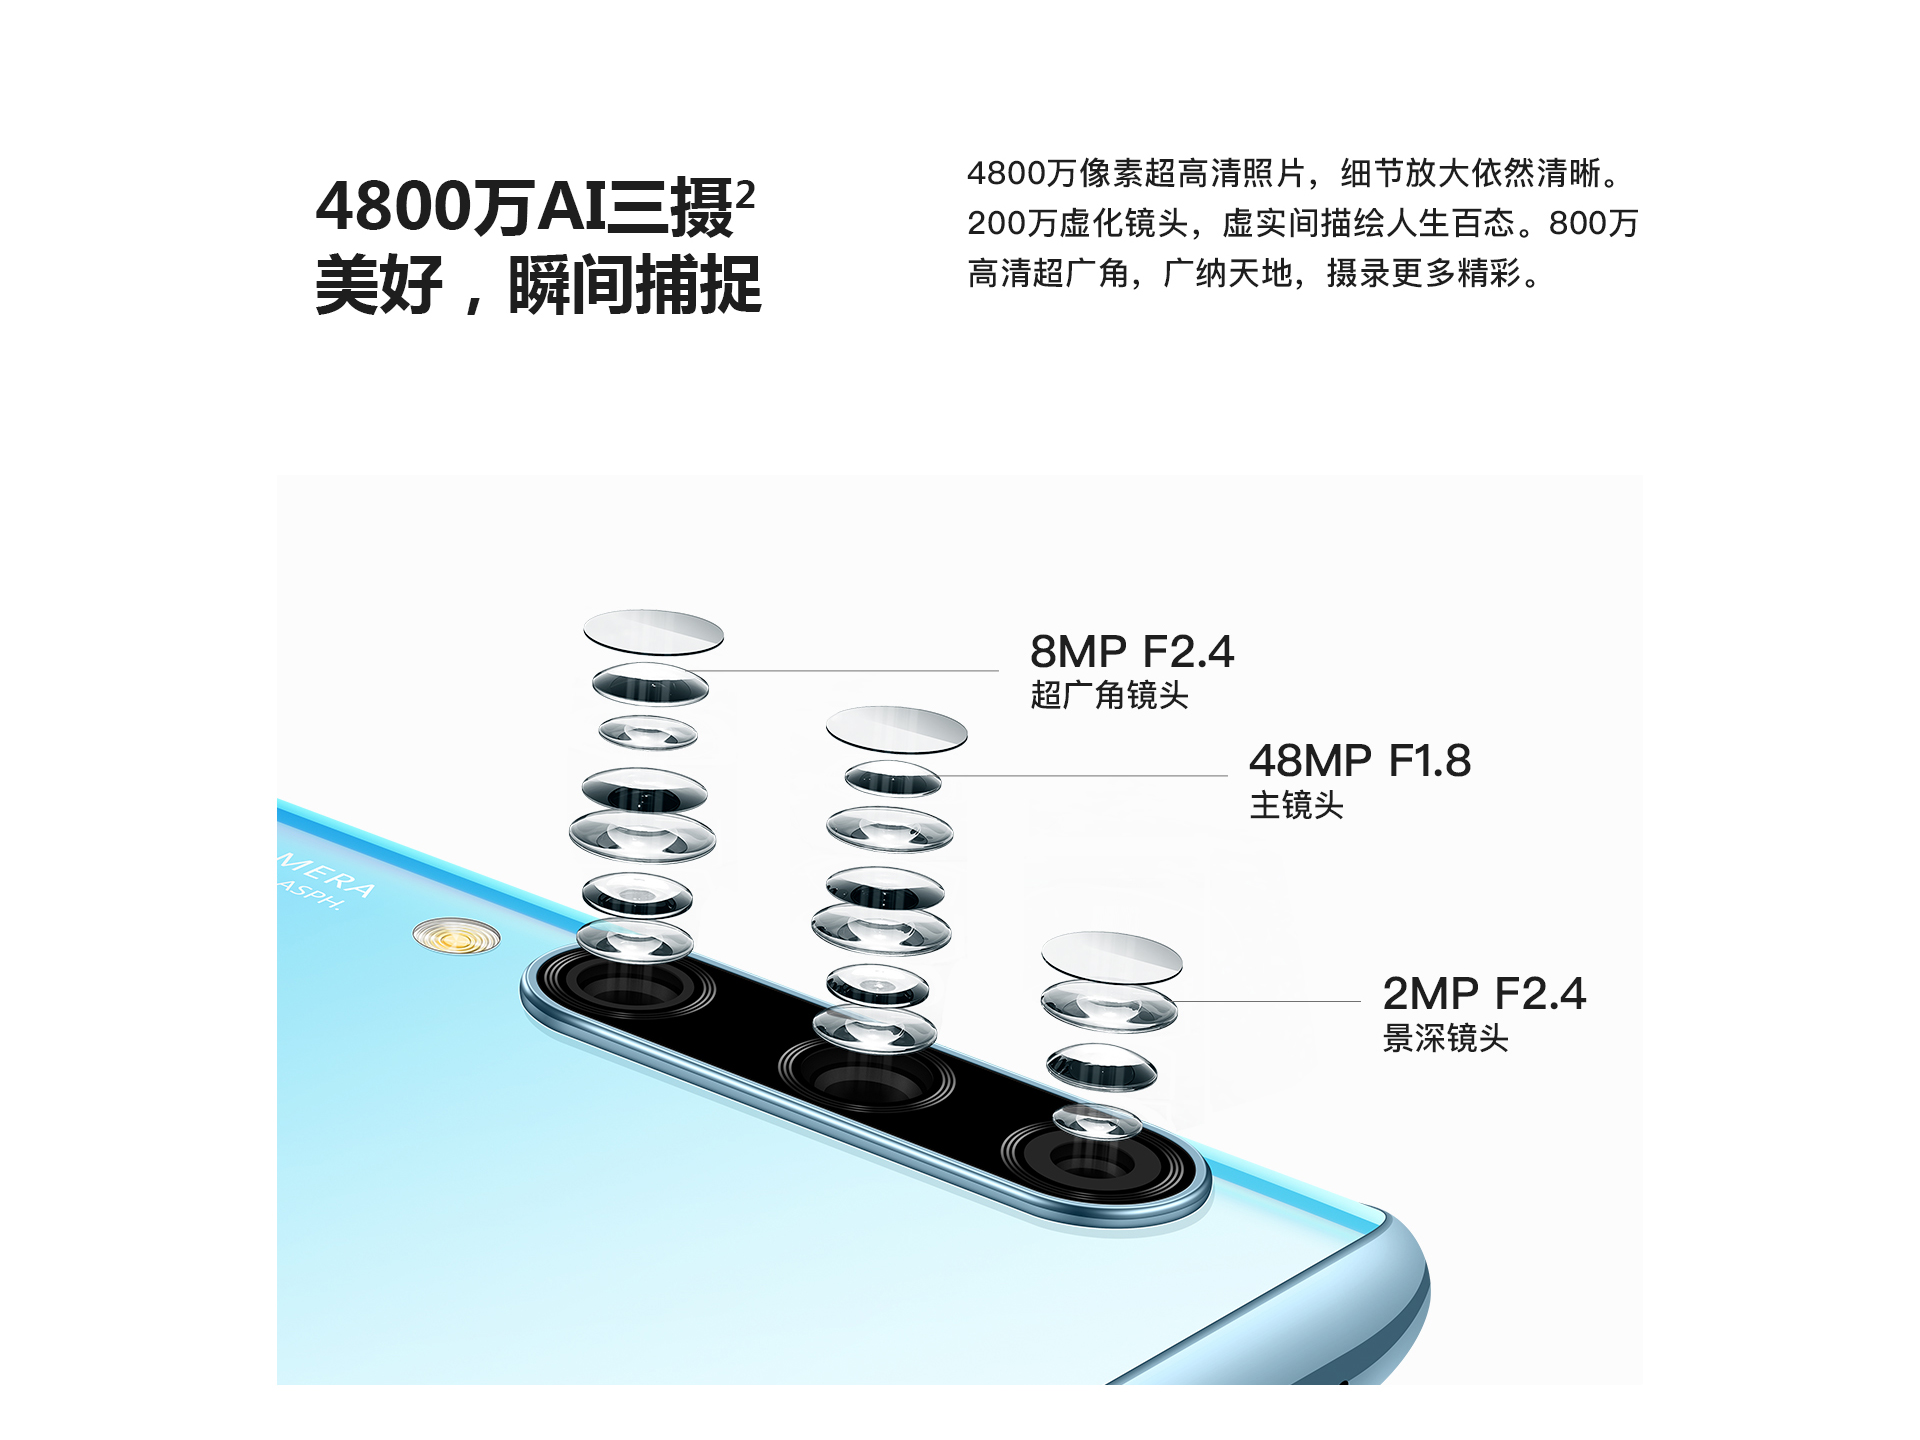 4800万AI三摄²
美好，瞬间捕捉
4800万像素超高清照片，细节放大依然清晰。
200万虚化镜头，虚实间描绘人生百态。800万
高清超广角，广纳天地，摄录更多精彩。
8MP F2.4
超广角镜头
48MP F1.8
主镜头
2MP F2.4
景深镜头
MERA
ASPH.